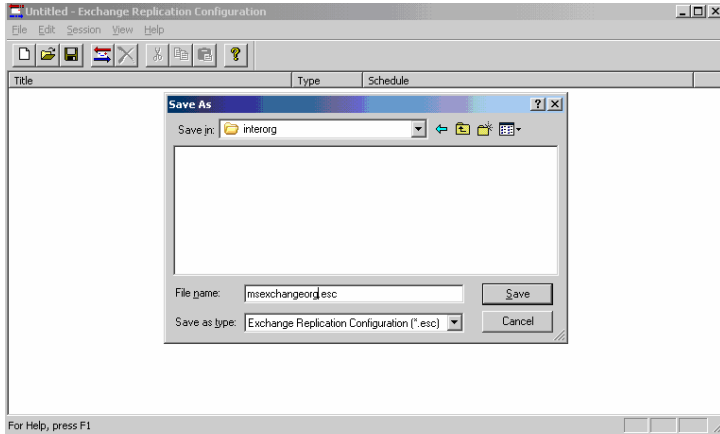 Untitled - Exchange Replication Configuration
File Edit Session View Help
Title Type Schedule
Save As
Save in: interorg
File name: msexchangeorg.esc
Save
Save as type: Exchange Replication Configuration (*.esc)
Cancel
For Help, press F1